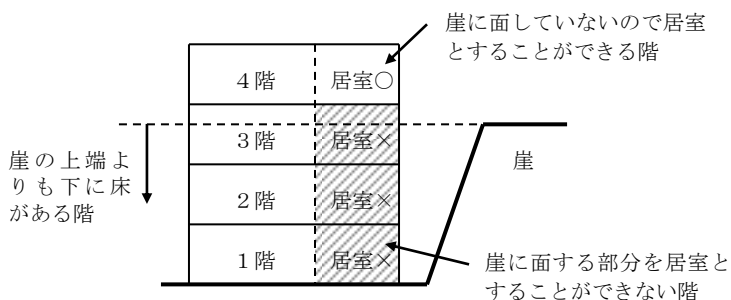 崖に面していないので居室
とすることができる階
4階
居室○
3階
居室×
崖の上端よ
りも下に床
がある階
崖
2階
居室×
1階
居室×
崖に面する部分を居室と
することができない階